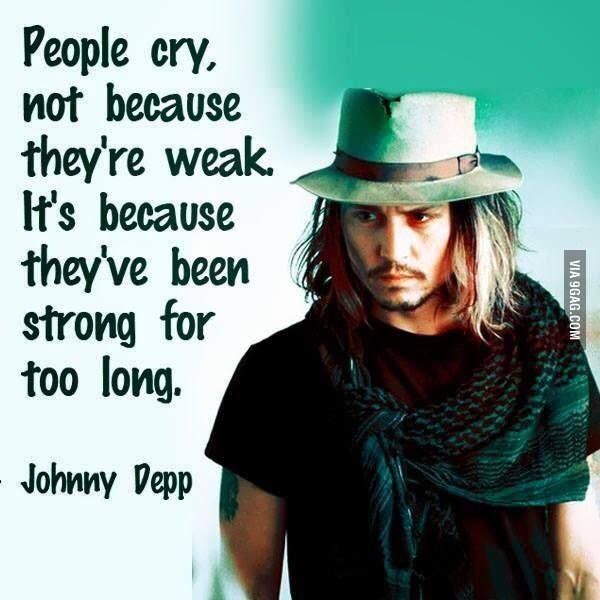 People cry,
not because
they're weak.
It's because
they've been
strong for
too long.
- Johnny Depp
VIA 9GAG.COM